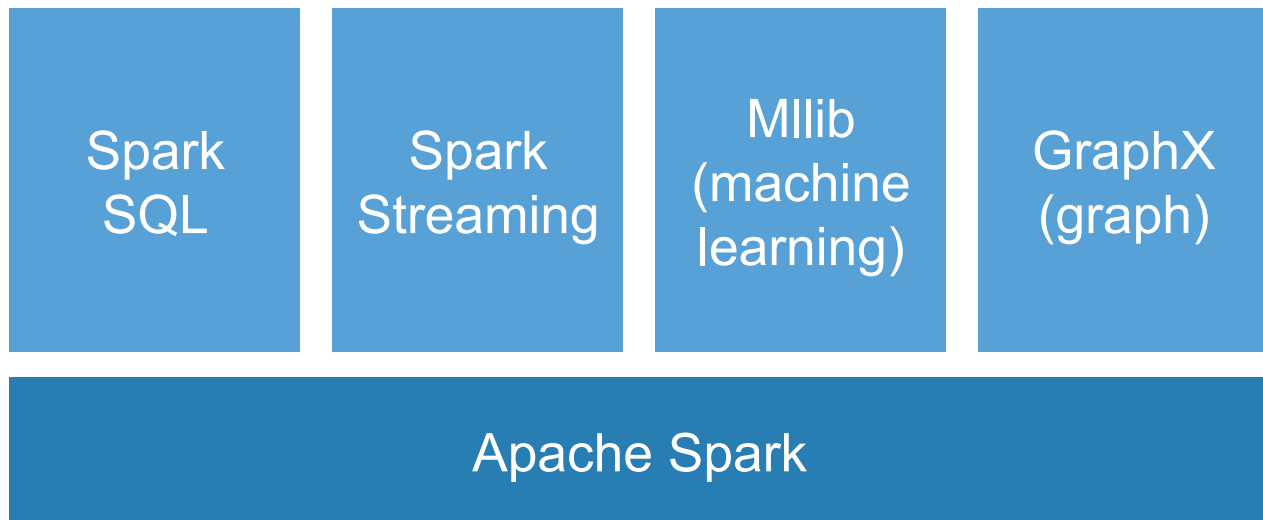 Spark
SQL
Spark
Streaming
Mllib
(machine
learning)
GraphX
(graph)
Apache Spark